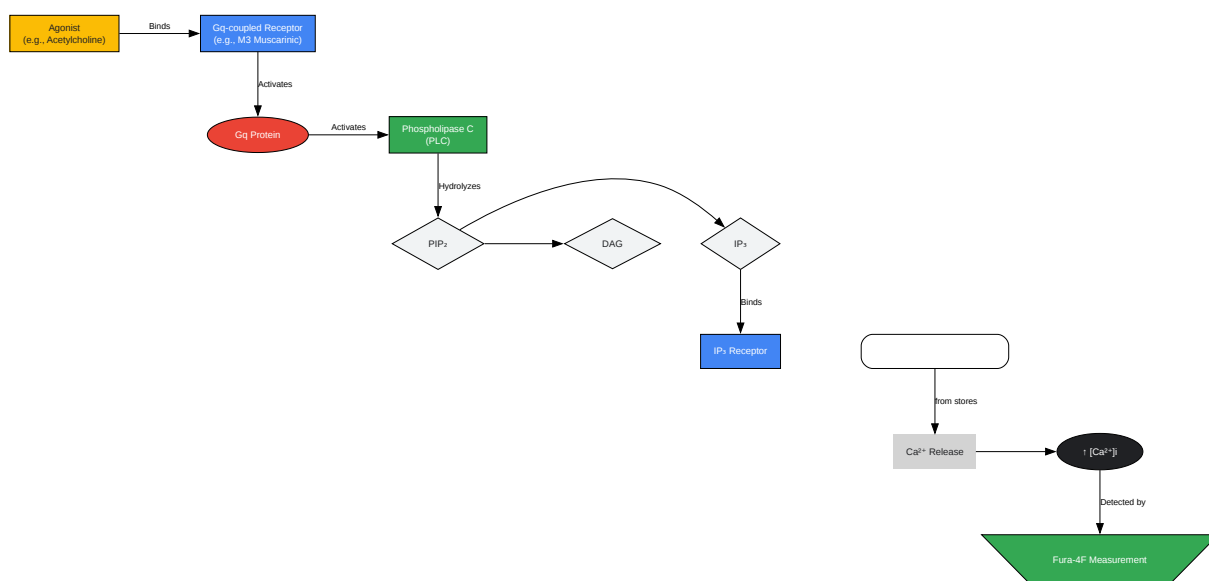 Agonist
(e.g., Acetylcholine)
Binds
Gq-coupled Receptor
(e.g., M3 Muscarinic)
Activates
Gq Protein
Activates
Phospholipase C
(PLC)
Hydrolyzes
PIP₂
DAG
IP₃
Binds
IP₃ Receptor
from stores
Ca²⁺ Release
↑ [Ca²⁺]i
Detected by
Fura-4F Measurement